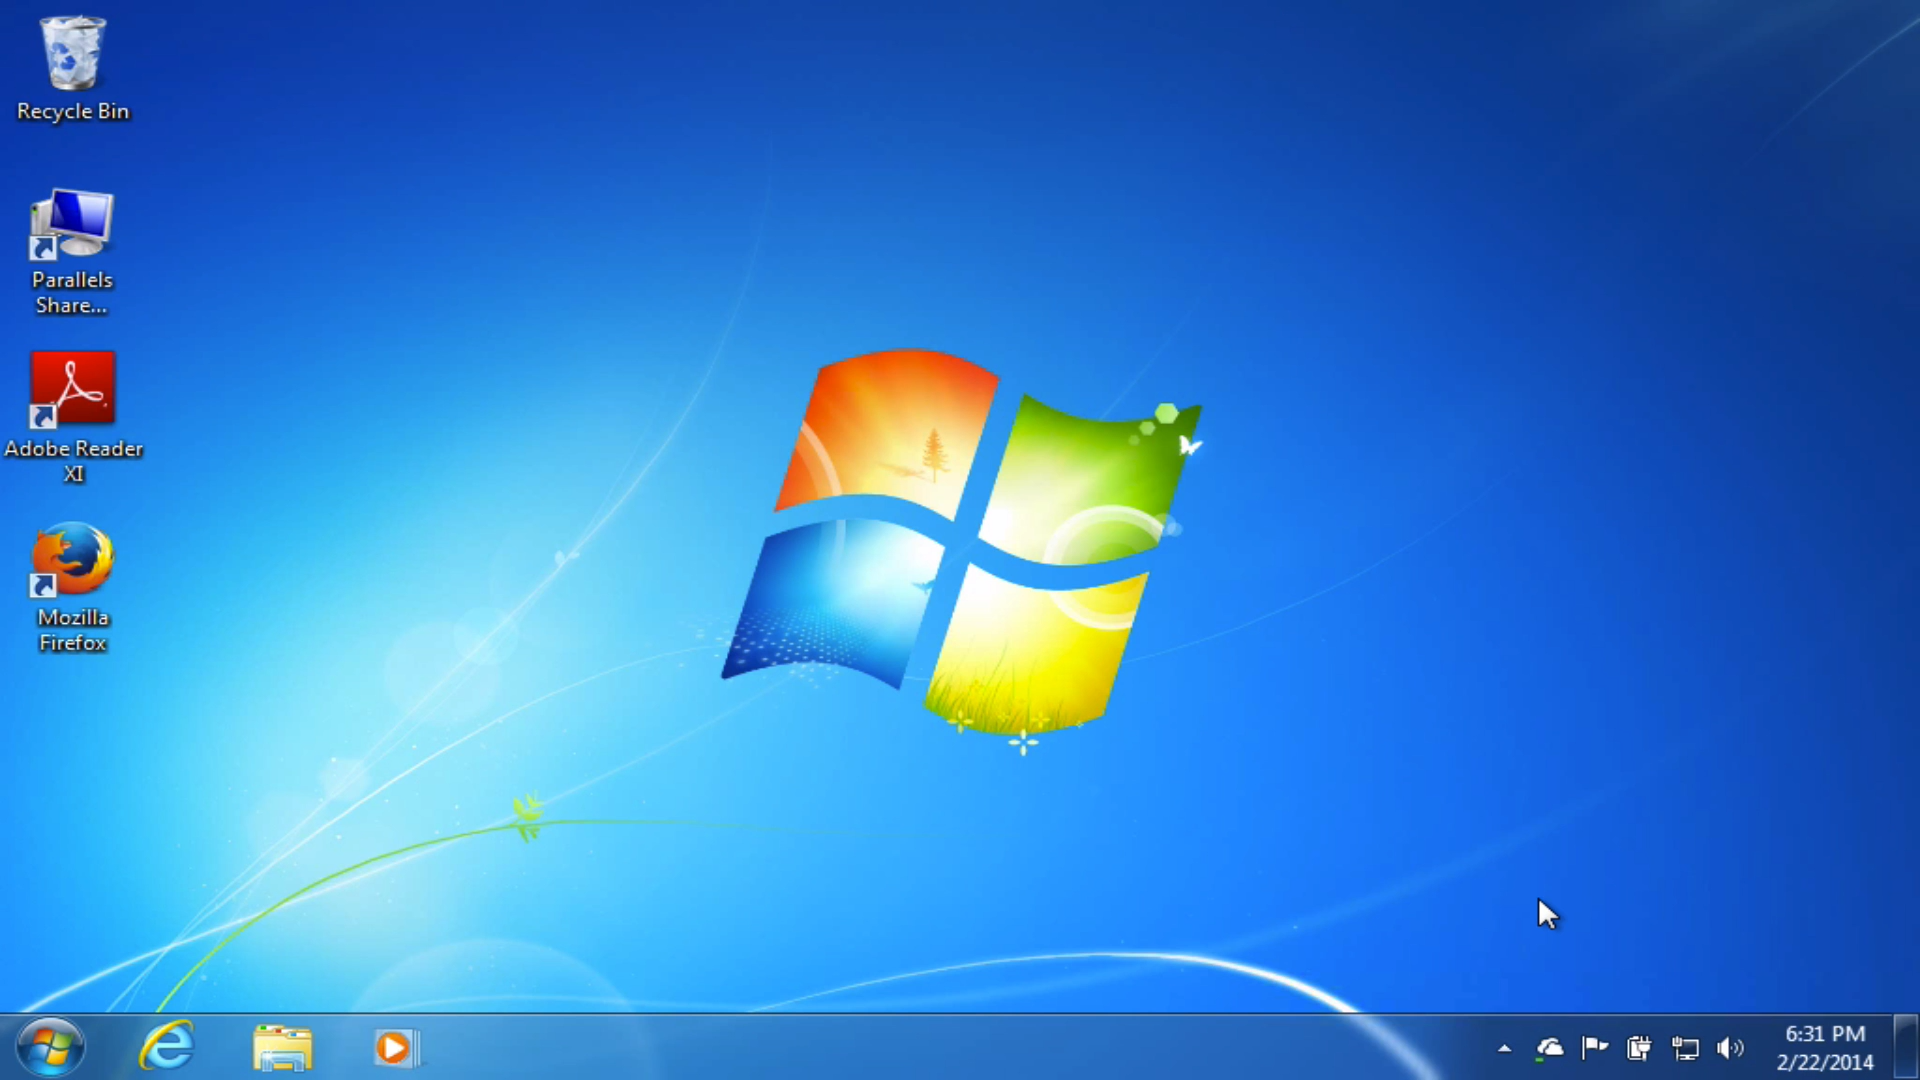 Recycle Bin
Parallels
Share...
Adobe Reader
XI
Mozilla
Firefox
6:31 PM
2/22/2014